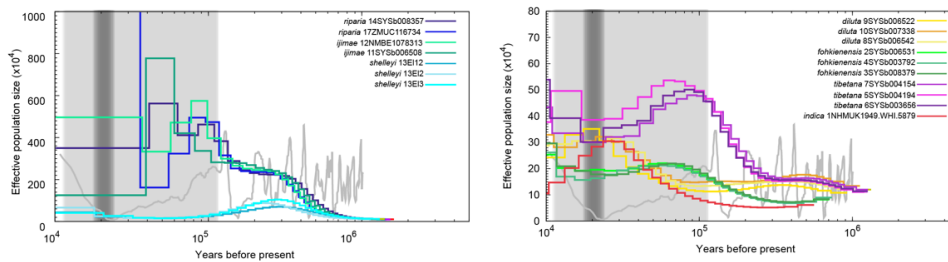 1000
800
600
400
200
0
Effective population size (x10⁴)
riparia 14SYSb008357
riparia 17ZMUC116734
ijimae 12NMBE1078313
ijimae 11SYSb006508
shelleyi 13EI12
shelleyi 13EI2
shelleyi 13EI3
10⁴
10⁵
10⁶
Years before present
80
70
60
50
40
30
20
10
0
Effective population size (x10⁴)
diluta 9SYSb006522
diluta 10SYSb007338
diluta 8SYSb006542
fohkienensis 2SYSb006531
fohkienensis 4SYSb003792
fohkienensis 3SYSb008379
tibetana 7SYSb004154
tibetana 5SYSb004194
tibetana 6SYSb003656
indica 1NHMUK1949.WHI.5879
10⁴
10⁵
10⁶
Years before present